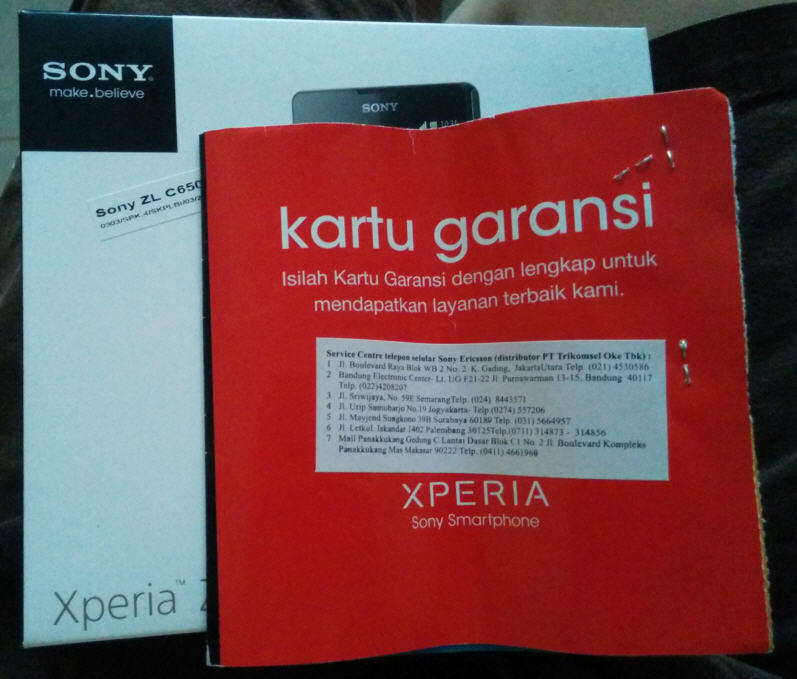 SONY
make.believe
SONY
10:35
Sony ZL C650
kartu garansi
Isilah Kartu Garansi dengan lengkap untuk
mendapatkan layanan terbaik kami.
Service Centre telepon selular Sony Ericsson (distributor PT Trikomsel Oke Tbk) :
1 Jl. Boulevard Raya Blok WB 2 No. 2 K. Gading, JakartaUtara Telp. (021) 4530586
2 Bandung Electronic Center- Lt. UG F21-22 Jl. Purnawarman 13-15, Bandung 40117
Telp. (022)4208207
3 Jl. Sriwijaya, No. 59E SemarangTelp. (024) 8443571
4 Jl. Urip Sumoharjo No.19 Jogyakarta- Telp.(0274) 557206
5 Jl. Mayjend Sungkono 39B Surabaya 60189 Telp. (031) 5664957
6 Jl. Letkol. Iskandar 1402 Palembang 30125Telp.(0711) 314873 - 314856
7 Mall Panakkukang Gedung C Lantai Dasar Blok C1 No. 2 Jl. Boulevard Kompleks
Panakkukang Mas Makasar 90222 Telp. (0411) 4661960
XPERIA
Sony Smartphone
Xperia™